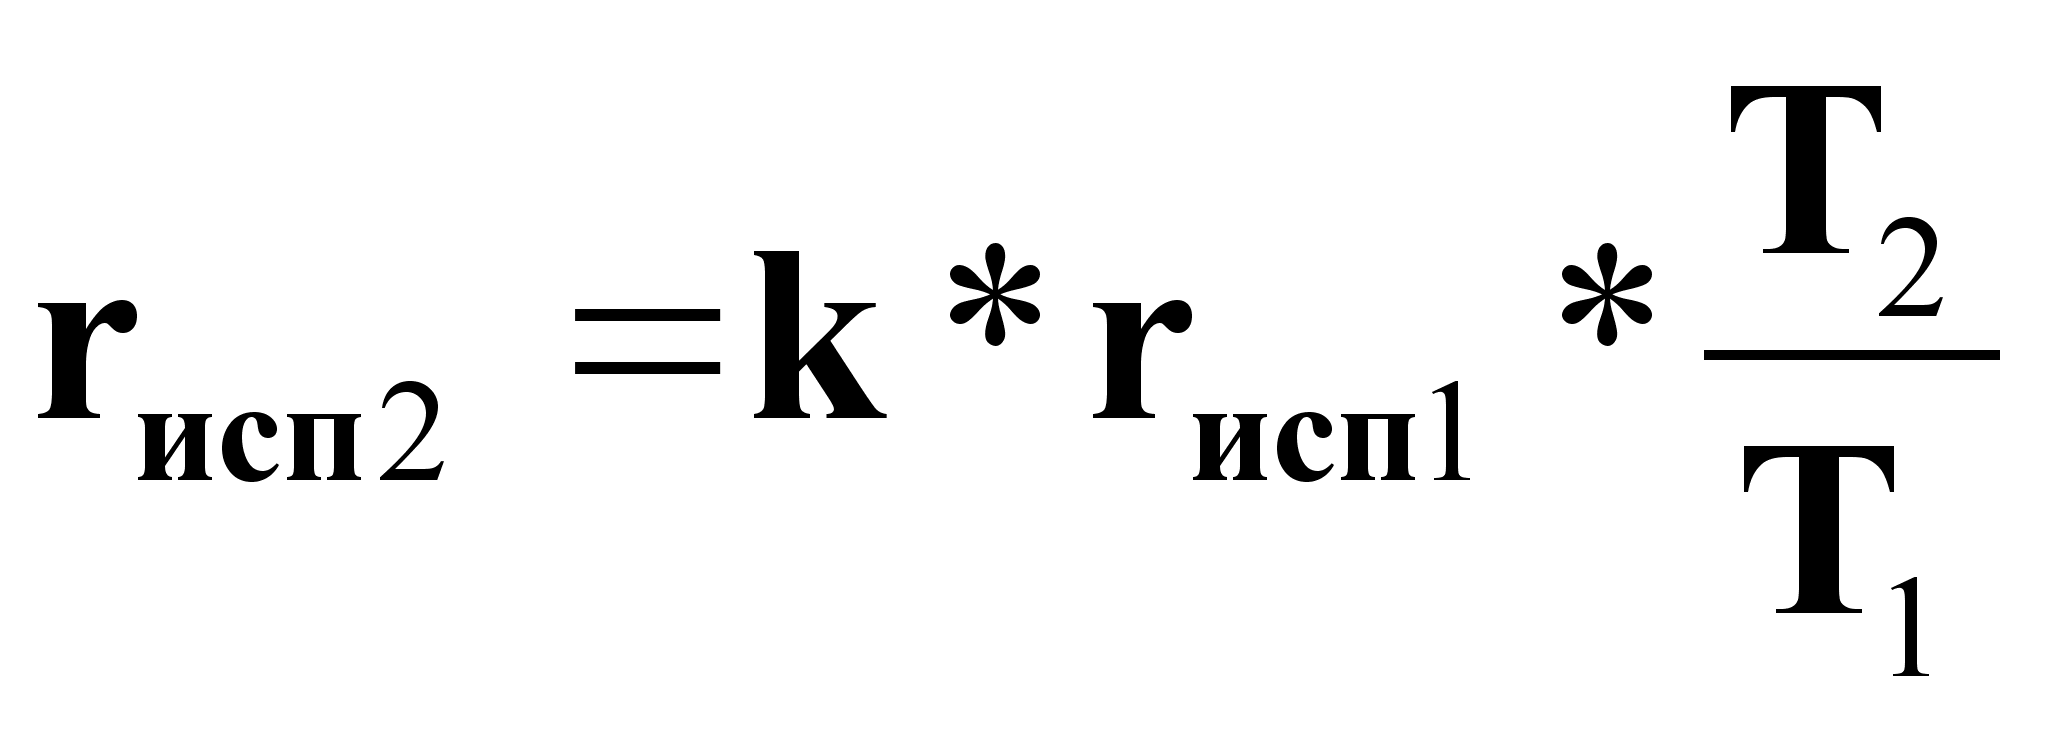 r исп2 = k * r исп1 * T2 / T1